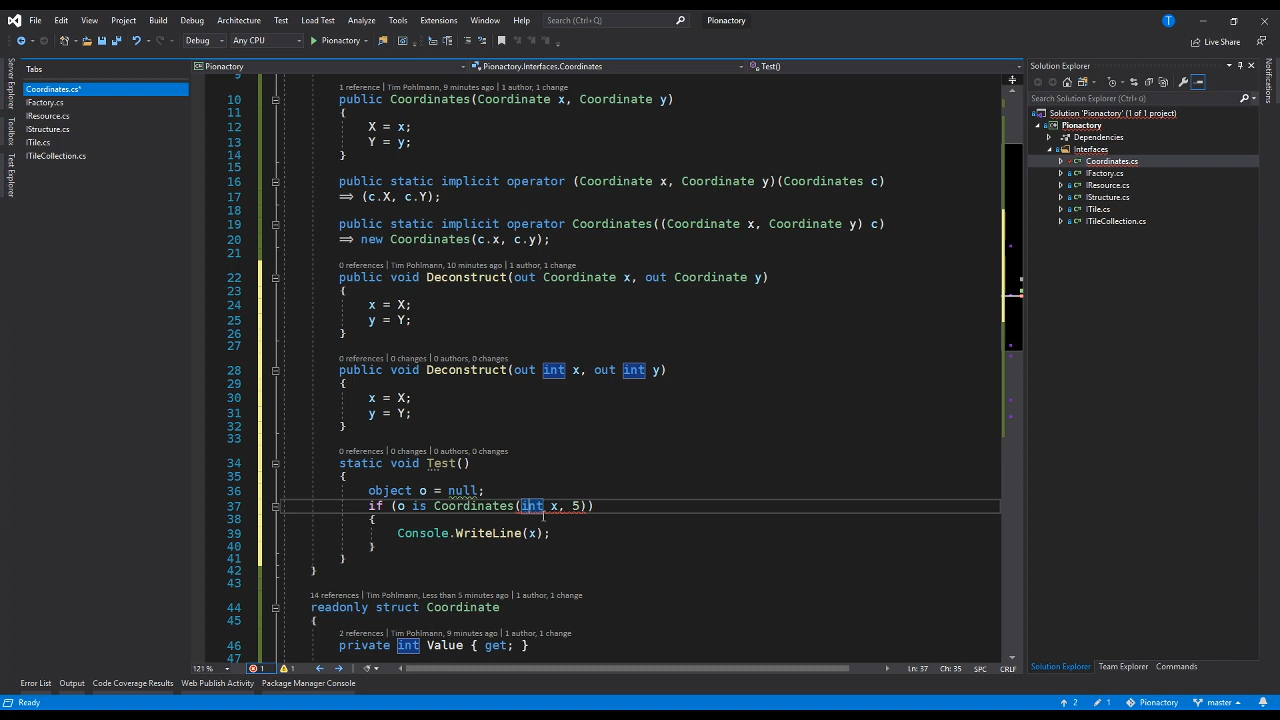 File Edit View Project Build Debug Architecture Test Load Test Analyze Tools Extensions Window Help Search (Ctrl+Q) Pionactory T
Debug Any CPU Pionactory Live Share
Server Explorer
Toolbox
Test Explorer
Tabs
Coordinates.cs*
IFactory.cs
IResource.cs
IStructure.cs
ITile.cs
ITileCollection.cs
Pionactory Pionactory.Interfaces.Coordinates Test()
9
1 reference | Tim Pohlmann, 9 minutes ago | 1 author, 1 change
10 public Coordinates(Coordinate x, Coordinate y)
11 {
12 X = x;
13 Y = y;
14 }
15
16 public static implicit operator (Coordinate x, Coordinate y)(Coordinates c)
17 => (c.X, c.Y);
18
19 public static implicit operator Coordinates((Coordinate x, Coordinate y) c)
20 => new Coordinates(c.x, c.y);
21
0 references | Tim Pohlmann, 10 minutes ago | 1 author, 1 change
22 public void Deconstruct(out Coordinate x, out Coordinate y)
23 {
24 x = X;
25 y = Y;
26 }
27
0 references | 0 changes | 0 authors, 0 changes
28 public void Deconstruct(out int x, out int y)
29 {
30 x = X;
31 y = Y;
32 }
33
0 references | 0 changes | 0 authors, 0 changes
34 static void Test()
35 {
36 object o = null;
37 if (o is Coordinates(int x, 5))
38 {
39 Console.WriteLine(x);
40 }
41 }
42 }
43
14 references | Tim Pohlmann, Less than 5 minutes ago | 1 author, 1 change
44 readonly struct Coordinate
45 {
2 references | Tim Pohlmann, 9 minutes ago | 1 author, 1 change
46 private int Value { get; }
47
121 % 1 1 Ln: 37 Ch: 35 SPC CRLF
Solution Explorer
Search Solution Explorer (Ctrl+ü)
Solution 'Pionactory' (1 of 1 project)
Pionactory
Dependencies
Interfaces
Coordinates.cs
IFactory.cs
IResource.cs
IStructure.cs
ITile.cs
ITileCollection.cs
Solution Explorer Team Explorer Commands
Notifications
Error List Output Code Coverage Results Web Publish Activity Package Manager Console
Ready 2 1 Pionactory master